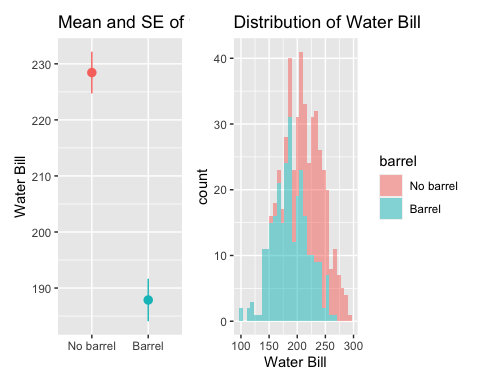 Mean and SE of
Water Bill
230
220
210
200
190
No barrel
Barrel
Distribution of Water Bill
count
40
30
20
10
0
100
150
200
250
300
Water Bill
barrel
No barrel
Barrel